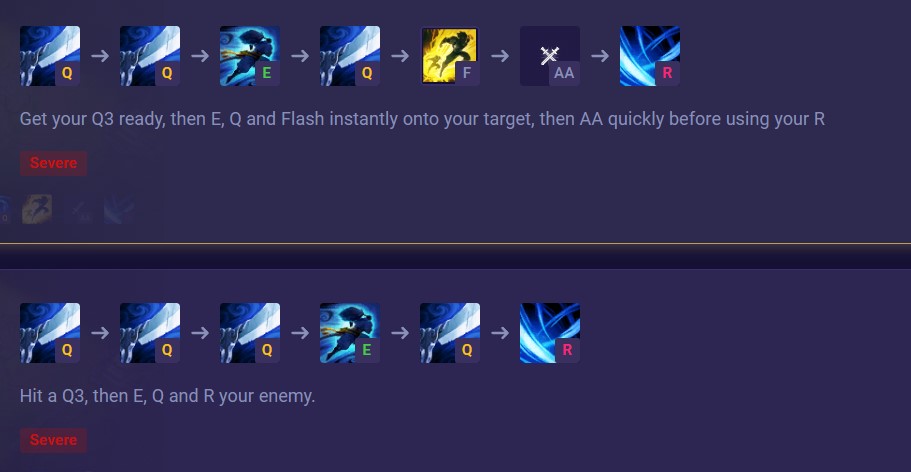 Q Q E Q F AA R
Get your Q3 ready, then E, Q and Flash instantly onto your target, then AA quickly before using your R
Severe
Q Q Q E Q R
Hit a Q3, then E, Q and R your enemy.
Severe